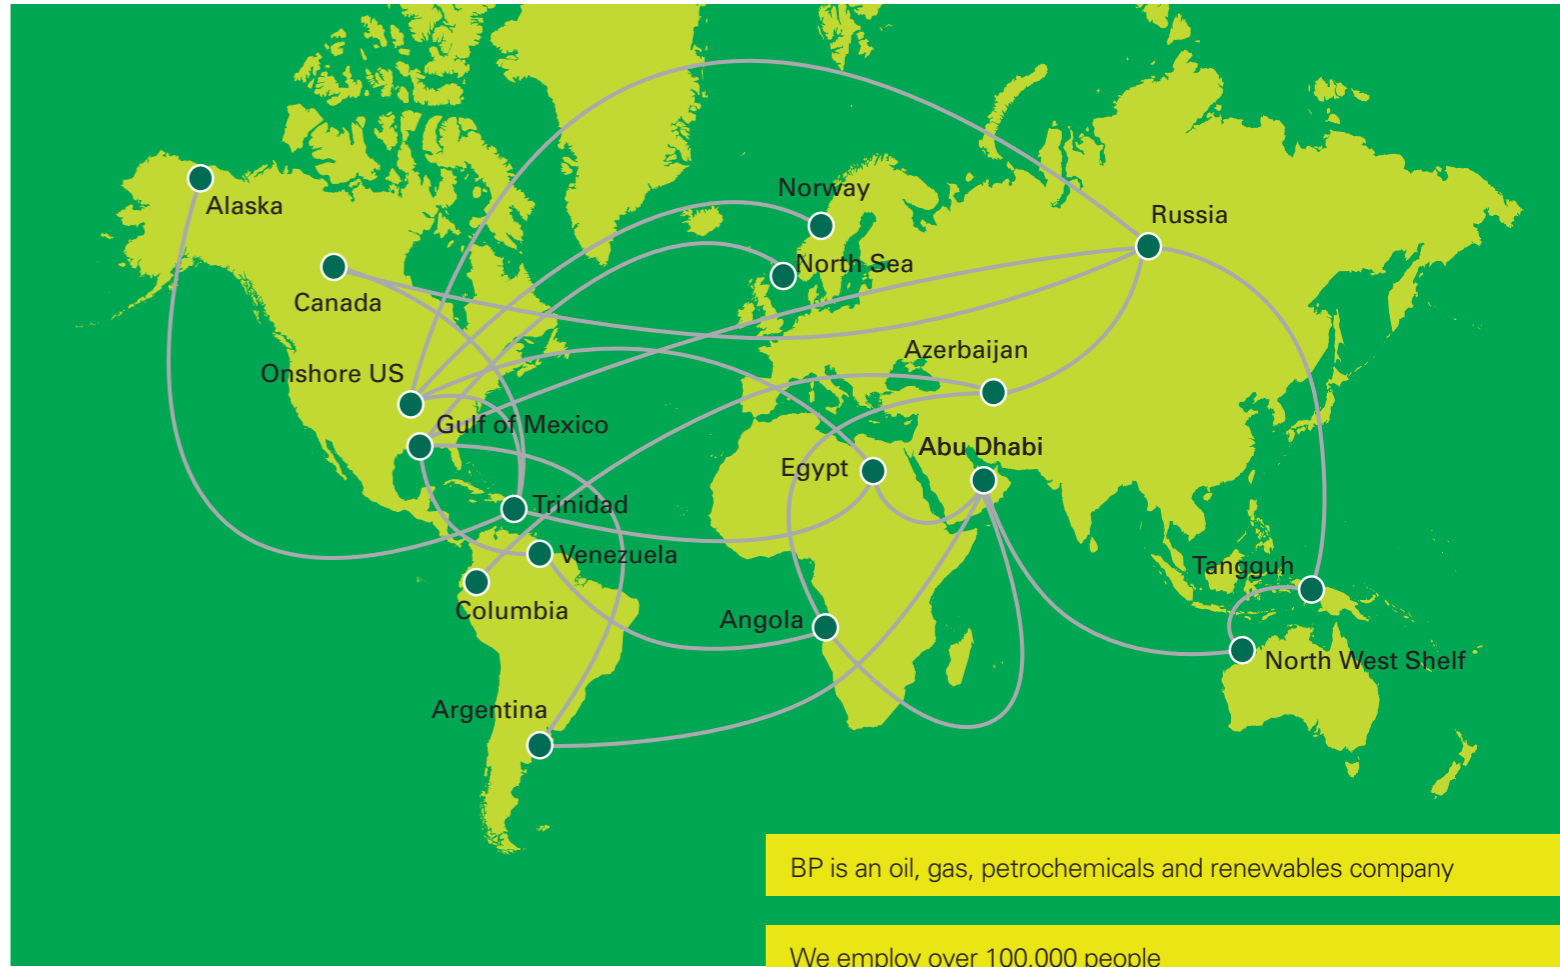 Norway
Alaska
Russia
North Sea
Canada
Azerbaijan
Onshore US
Gulf of Mexico
Abu Dhabi
Egypt
Trinidad
Venezuela
Tangguh
Columbia
Angola
North West Shelf
Argentina
BP is an oil, gas, petrochemicals and renewables company
We employ over 100,000 people